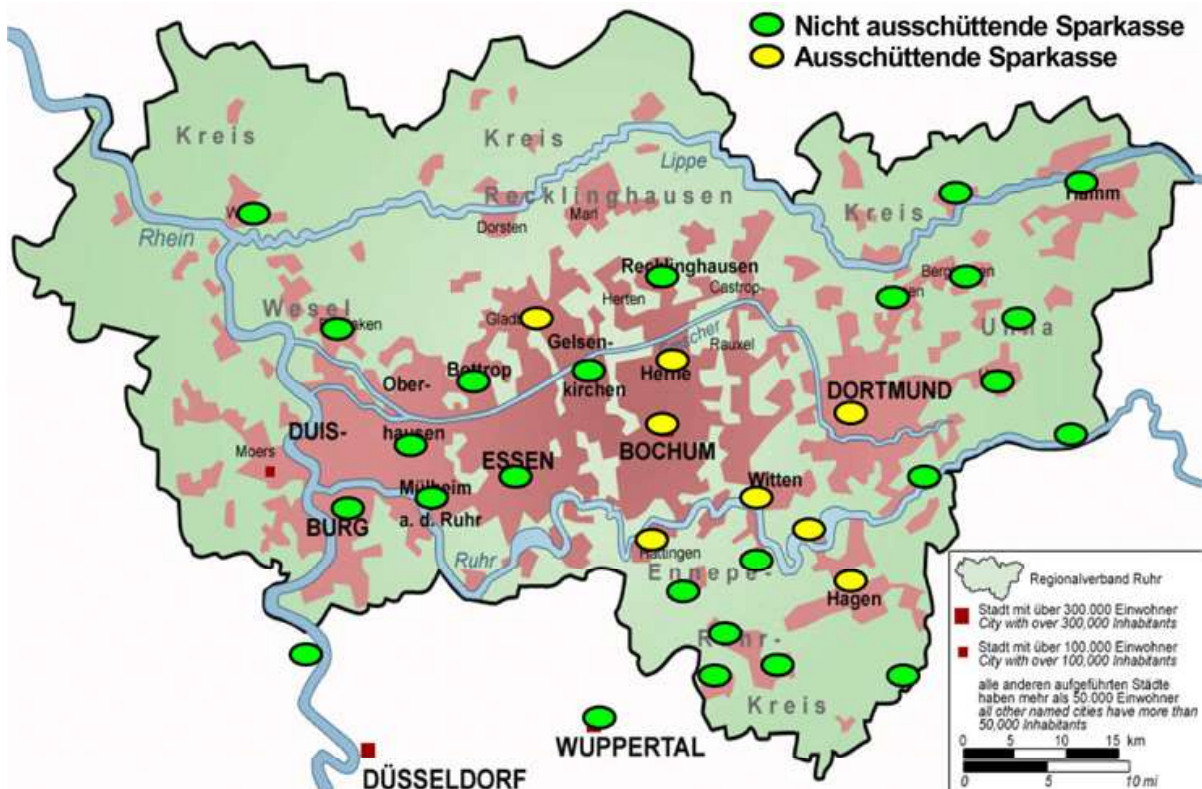 Nicht ausschüttende Sparkasse
Ausschüttende Sparkasse
Kreis
Kreis
Lippe
Recklinghausen
Marl
Dorsten
Kreis
Hamm
Rhein
Recklinghausen
Herten
Castrop-
Rauxel
Wesel
Unna
Gelsen-
kirchen
Herne
Bottrop
Ober-
hausen
DORTMUND
DUIS-
BURG
Moers
ESSEN
BOCHUM
Mülheim
a. d. Ruhr
Witten
Ruhr
Hattingen
Ennepe-
Ruhr-
Kreis
Hagen
WUPPERTAL
DÜSSELDORF
Regionalverband Ruhr
Stadt mit über 300.000 Einwohner
City with over 300,000 Inhabitants
Stadt mit über 100.000 Einwohner
City with over 100,000 Inhabitants
alle anderen aufgeführten Städte
haben mehr als 50.000 Einwohner
all other named cities have more than
50,000 Inhabitants
0 5 10 15 km
0 5 10 mi